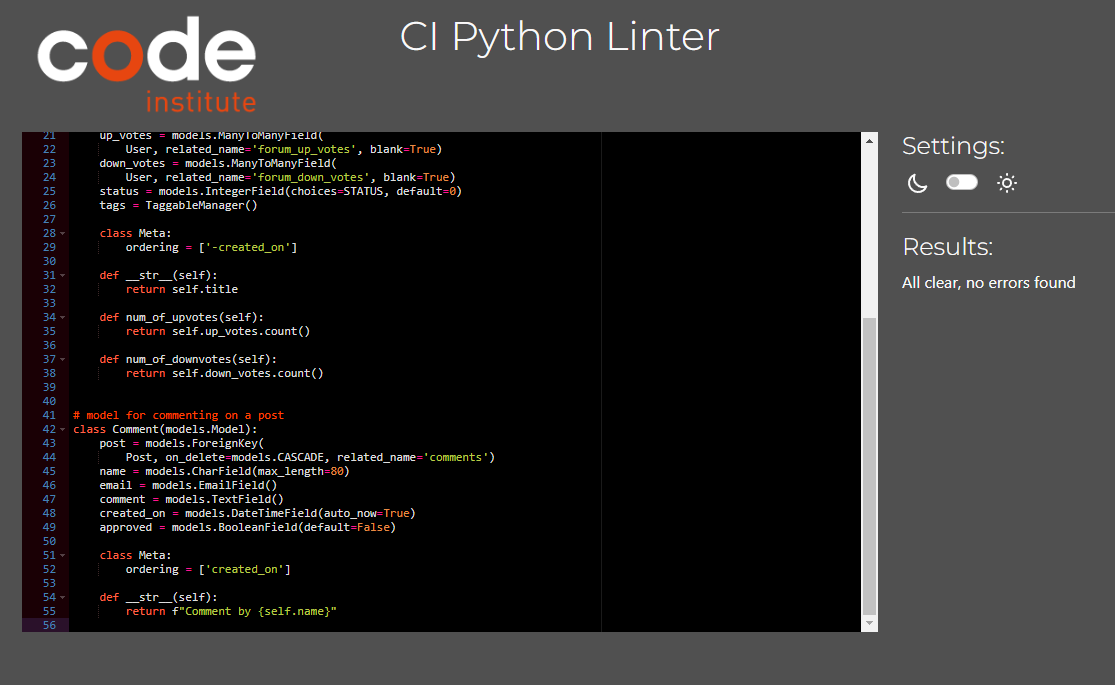 code
institute
CI Python Linter
21 up_votes = models.ManyToManyField(
22 User, related_name='forum_up_votes', blank=True)
23 down_votes = models.ManyToManyField(
24 User, related_name='forum_down_votes', blank=True)
25 status = models.IntegerField(choices=STATUS, default=0)
26 tags = TaggableManager()
27
28 class Meta:
29 ordering = ['-created_on']
30
31 def __str__(self):
32 return self.title
33
34 def num_of_upvotes(self):
35 return self.up_votes.count()
36
37 def num_of_downvotes(self):
38 return self.down_votes.count()
39
40
41 # model for commenting on a post
42 class Comment(models.Model):
43 post = models.ForeignKey(
44 Post, on_delete=models.CASCADE, related_name='comments')
45 name = models.CharField(max_length=80)
46 email = models.EmailField()
47 comment = models.TextField()
48 created_on = models.DateTimeField(auto_now=True)
49 approved = models.BooleanField(default=False)
50
51 class Meta:
52 ordering = ['created_on']
53
54 def __str__(self):
55 return f"Comment by {self.name}"
56
Settings:
Results:
All clear, no errors found